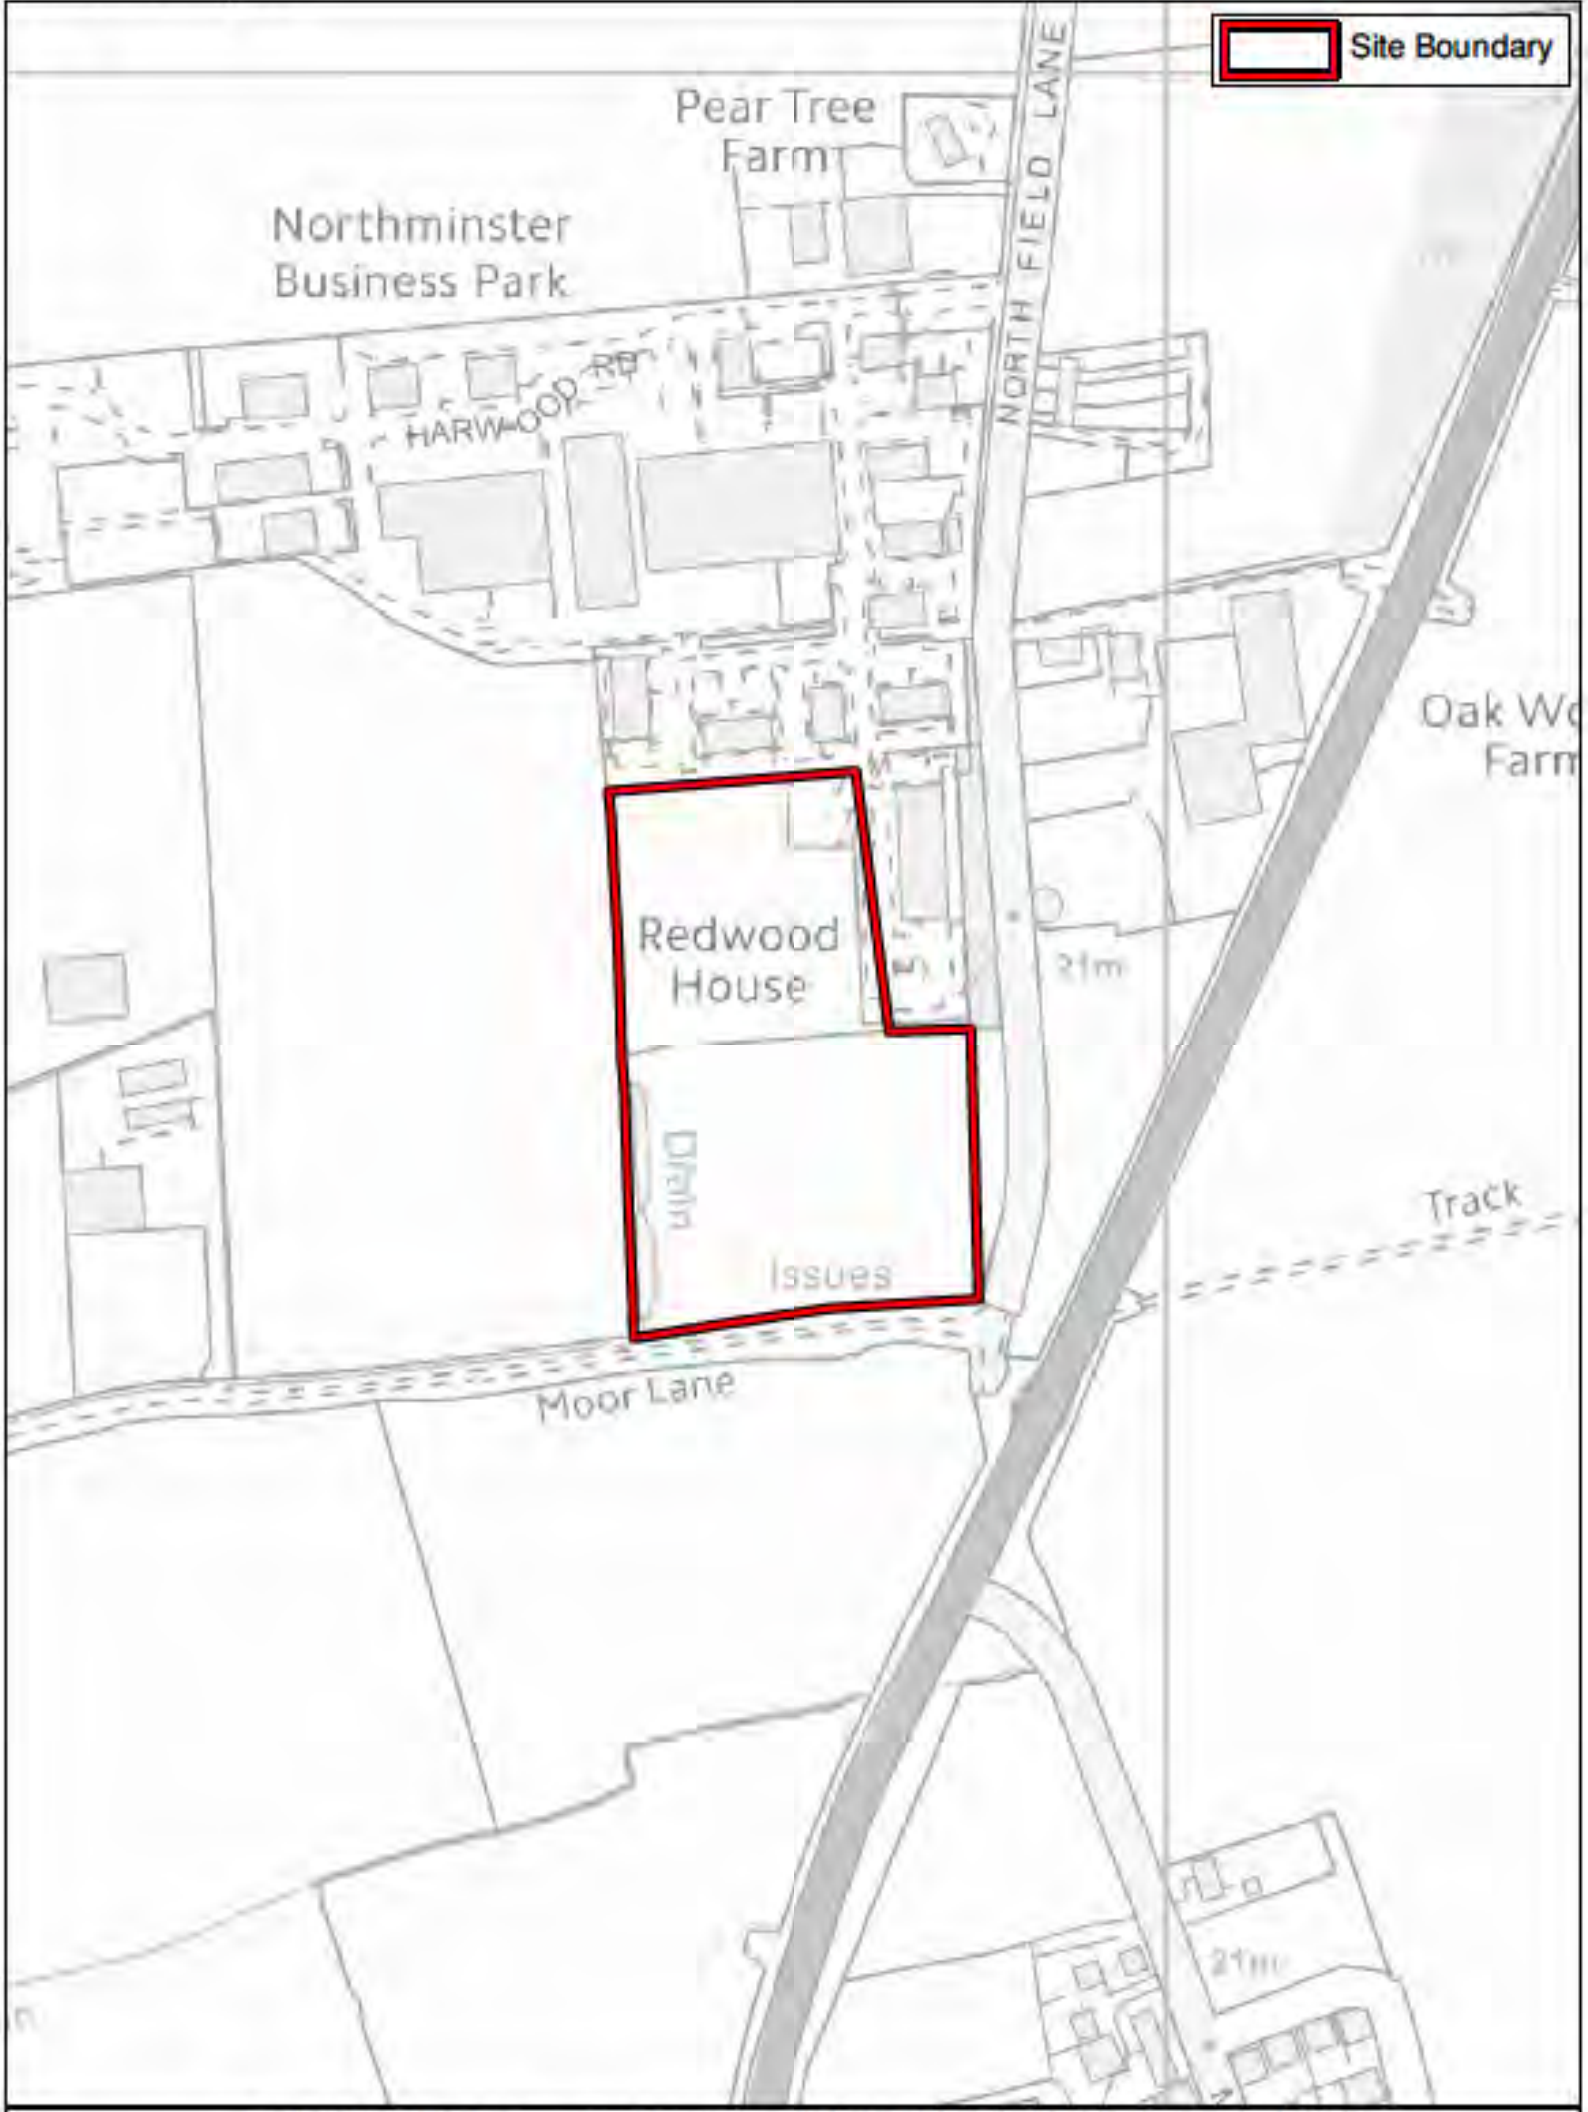 Site Boundary
Pear Tree
Farm
NORTH FIELD LANE
Northminster
Business Park
HARWOOD RD
Oak Wo
Farm
Redwood
House
21m
Drain
Track
Issues
Moor Lane
21m
n